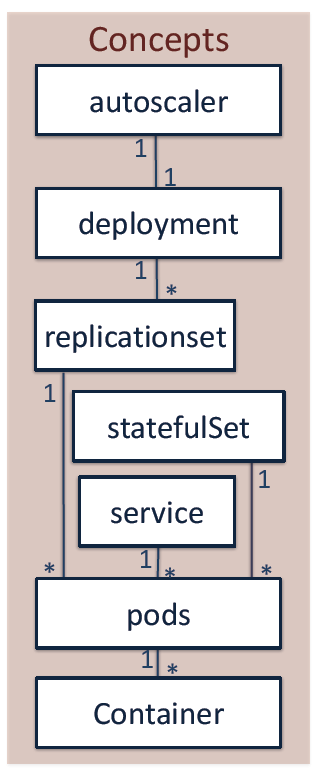 Concepts
autoscaler
1
1
deployment
1
*
replicationset
1
statefulSet
1
service
1
*
*
*
pods
1
*
Container